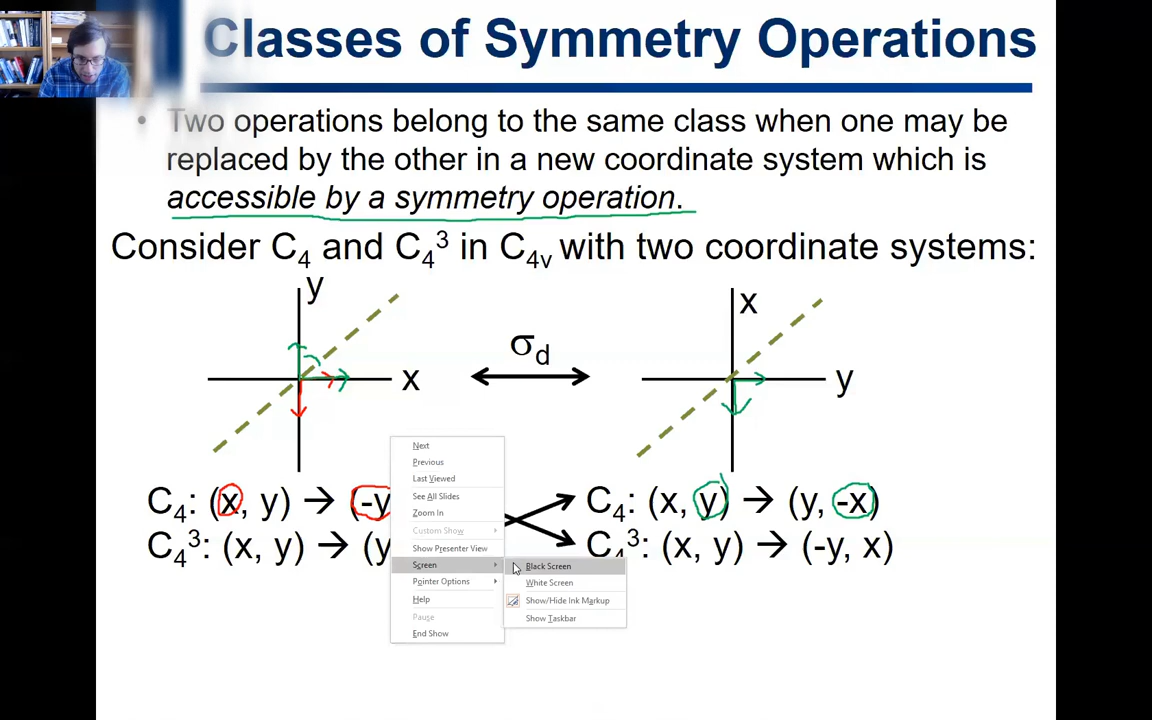 Classes of Symmetry Operations
• Two operations belong to the same class when one may be
replaced by the other in a new coordinate system which is
accessible by a symmetry operation.
Consider C₄ and C₄³ in C₄ᵥ with two coordinate systems:
y
x
σd
x
y
C₄: (x, y) → (-y
C₄³: (x, y) → (y
C₄: (x, y) → (y, -x)
C₄³: (x, y) → (-y, x)
Next
Previous
Last Viewed
See All Slides
Zoom In
Custom Show
Show Presenter View
Screen
Pointer Options
Help
Pause
End Show
Black Screen
White Screen
Show/Hide Ink Markup
Show Taskbar